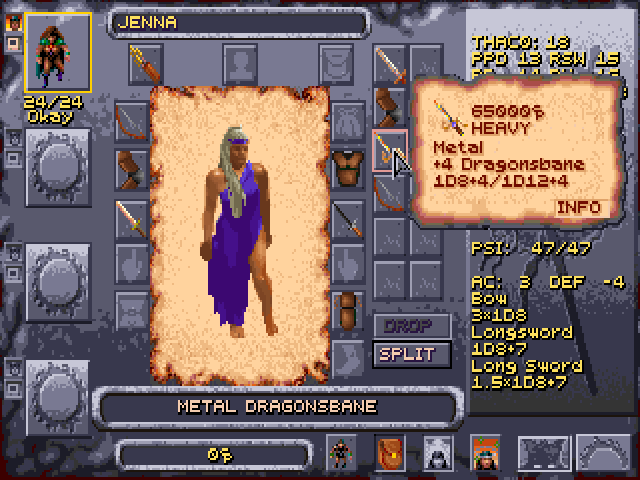 JENNA
24/24
Okay
THAC0: 13
PPD 13 RSW 15
65000
HEAVY
Metal
+4 Dragonsbane
1D8+4/1D12+4
INFO
PSI: 47/47
AC: 3 DEF -4
Bow
3x1D8
Longsword
1D8+7
Long Sword
1.5x1D8+7
DROP
SPLIT
METAL DRAGONSBANE
0